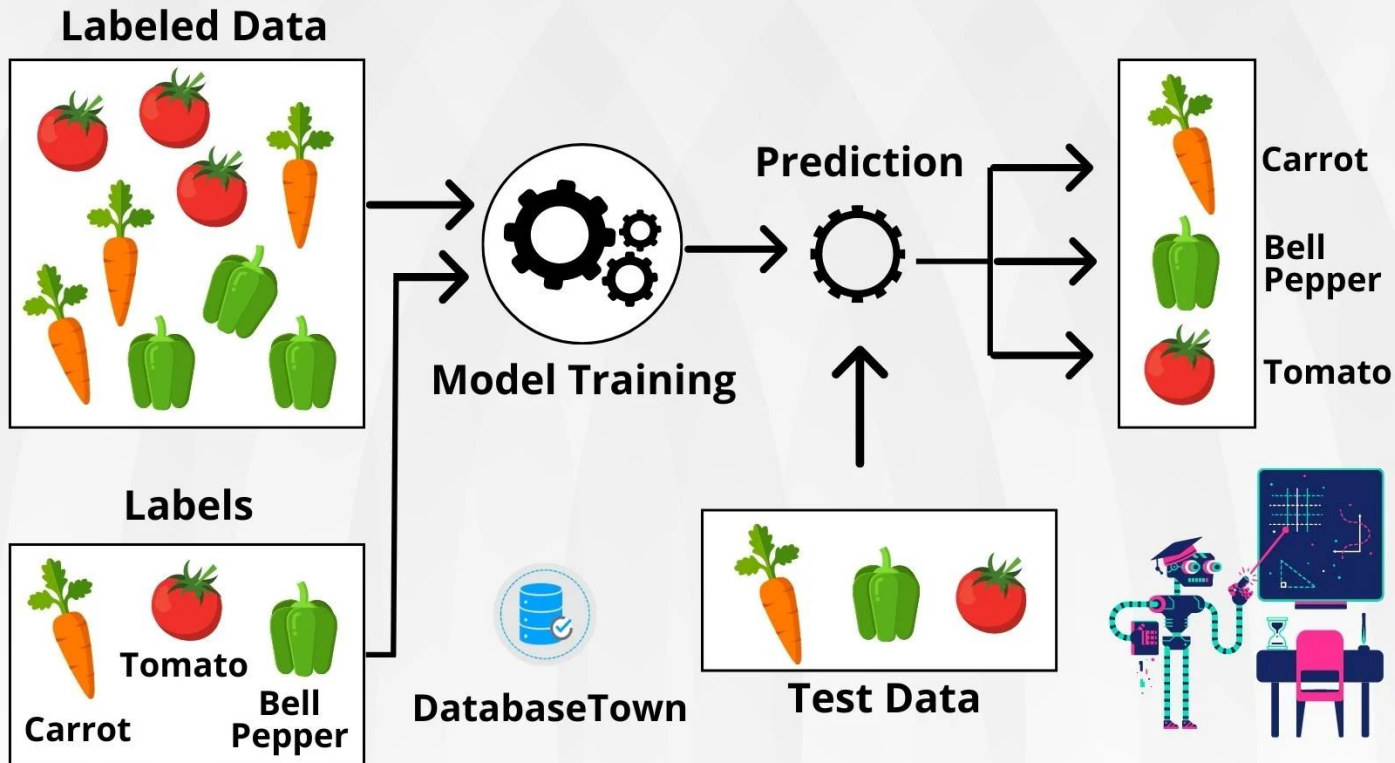 Labeled Data
Prediction
Carrot
Bell
Pepper
Tomato
Model Training
Labels
Tomato
Carrot
Bell
Pepper
DatabaseTown
Test Data